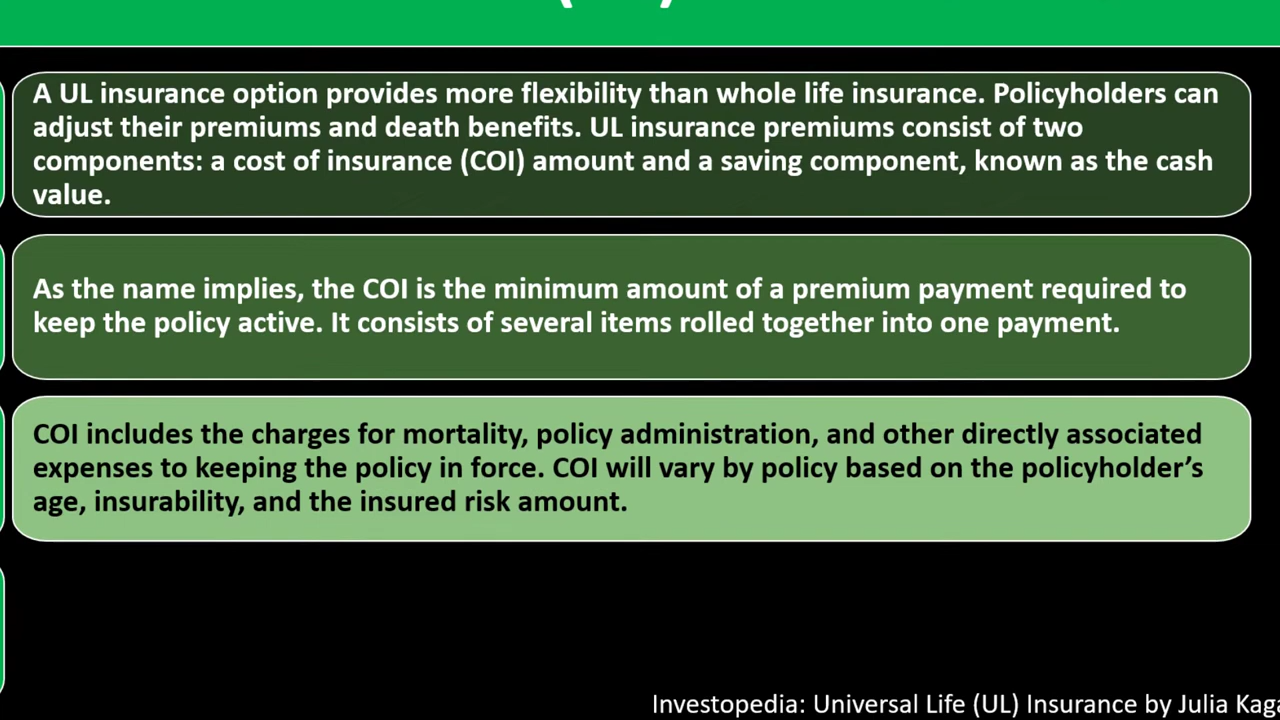 A UL insurance option provides more flexibility than whole life insurance. Policyholders can
adjust their premiums and death benefits. UL insurance premiums consist of two
components: a cost of insurance (COI) amount and a saving component, known as the cash
value.
As the name implies, the COI is the minimum amount of a premium payment required to
keep the policy active. It consists of several items rolled together into one payment.
COI includes the charges for mortality, policy administration, and other directly associated
expenses to keeping the policy in force. COI will vary by policy based on the policyholder’s
age, insurability, and the insured risk amount.
Investopedia: Universal Life (UL) Insurance by Julia